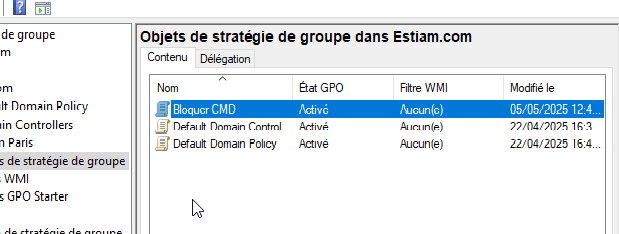 de groupe
om
om
ult Domain Policy
ain Controllers
n Paris
s de stratégie de groupe
s WMI
s GPO Starter
de stratégie de groupe
Objets de stratégie de groupe dans Estiam.com
Contenu Délégation
Nom État GPO Filtre WMI Modifié le
Bloquer CMD Activé Aucun(e) 05/05/2025 12:4...
Default Domain Control Activé Aucun(e) 22/04/2025 16:3...
Default Domain Policy Activé Aucun(e) 22/04/2025 16:4...